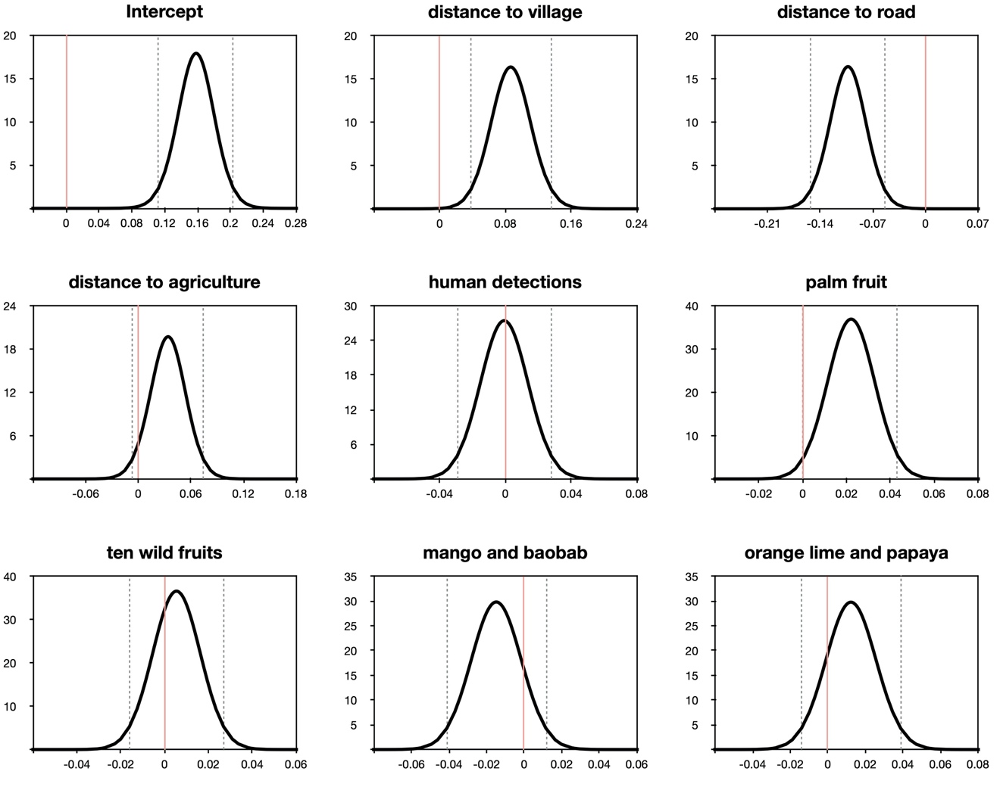 Intercept
distance to village
distance to road
20
15
10
5
0 0.04 0.08 0.12 0.16 0.2 0.24 0.28
20
15
10
5
0 0.08 0.16 0.24
20
15
10
5
-0.21 -0.14 -0.07 0 0.07
distance to agriculture
human detections
palm fruit
24
18
12
6
-0.06 0 0.06 0.12 0.18
30
24
18
12
6
-0.04 0 0.04 0.08
40
30
20
10
-0.02 0 0.02 0.04 0.06 0.08
ten wild fruits
mango and baobab
orange lime and papaya
40
30
20
10
-0.04 -0.02 0 0.02 0.04 0.06
35
30
25
20
15
10
5
-0.06 -0.04 -0.02 0 0.02 0.04 0.06
35
30
25
20
15
10
5
-0.04 -0.02 0 0.02 0.04 0.06 0.08